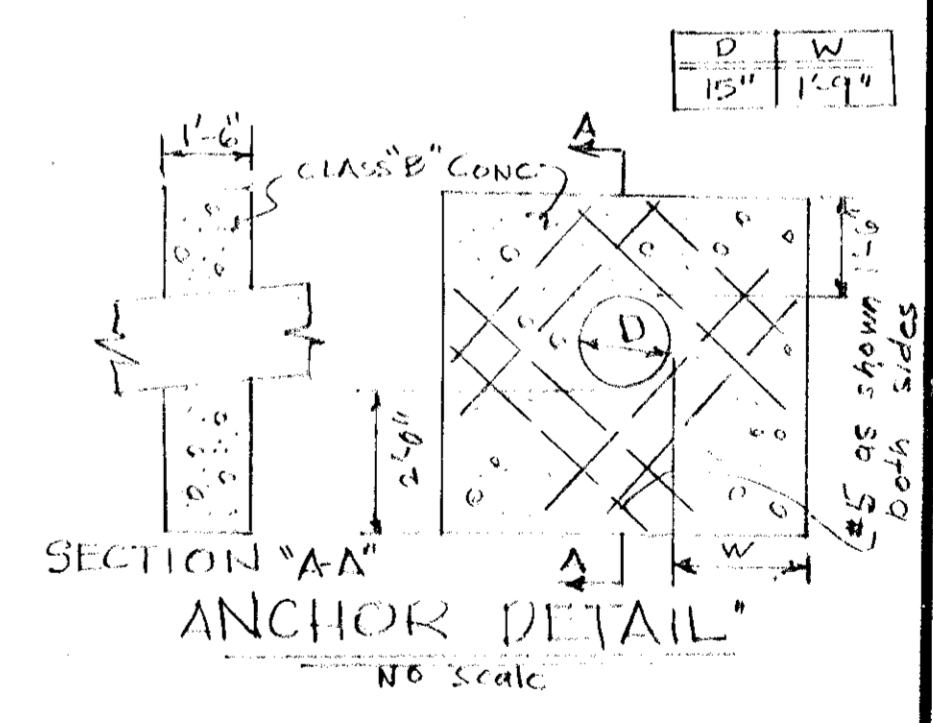 D W
15" 1'-9"
1'-6"
A
CLASS "B" CONC.
1'-6"
D
#5 as shown
both sides
2'-0"
W
A
SECTION "A-A"
ANCHOR DETAIL"
NO Scale